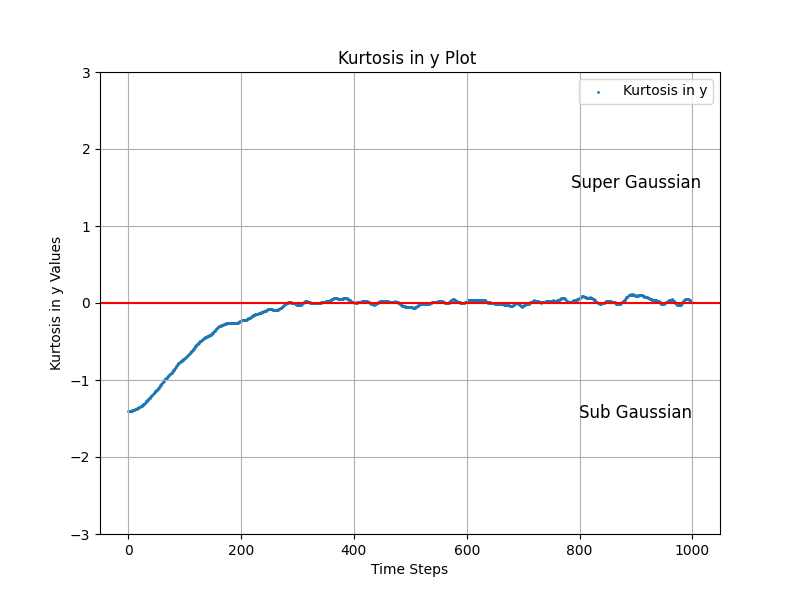 Kurtosis in y Plot
3
Kurtosis in y
2
Super Gaussian
1
Kurtosis in y Values
0
−1
Sub Gaussian
−2
−3
0 200 400 600 800 1000
Time Steps